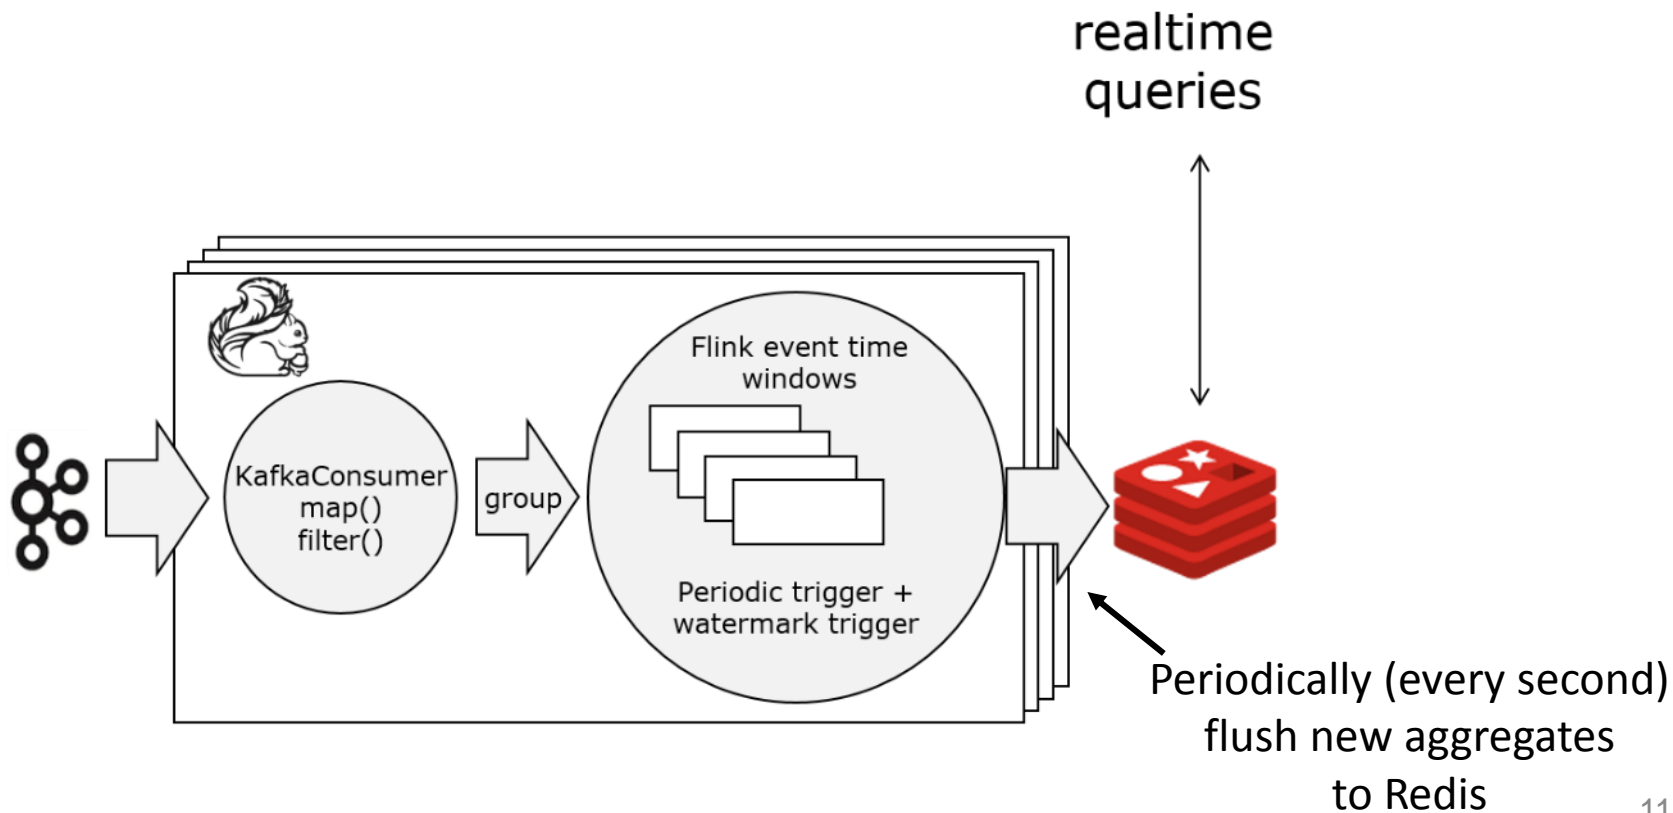 realtime
queries
Flink event time
windows
KafkaConsumer
map()
filter()
group
Periodic trigger +
watermark trigger
Periodically (every second)
flush new aggregates
to Redis
11